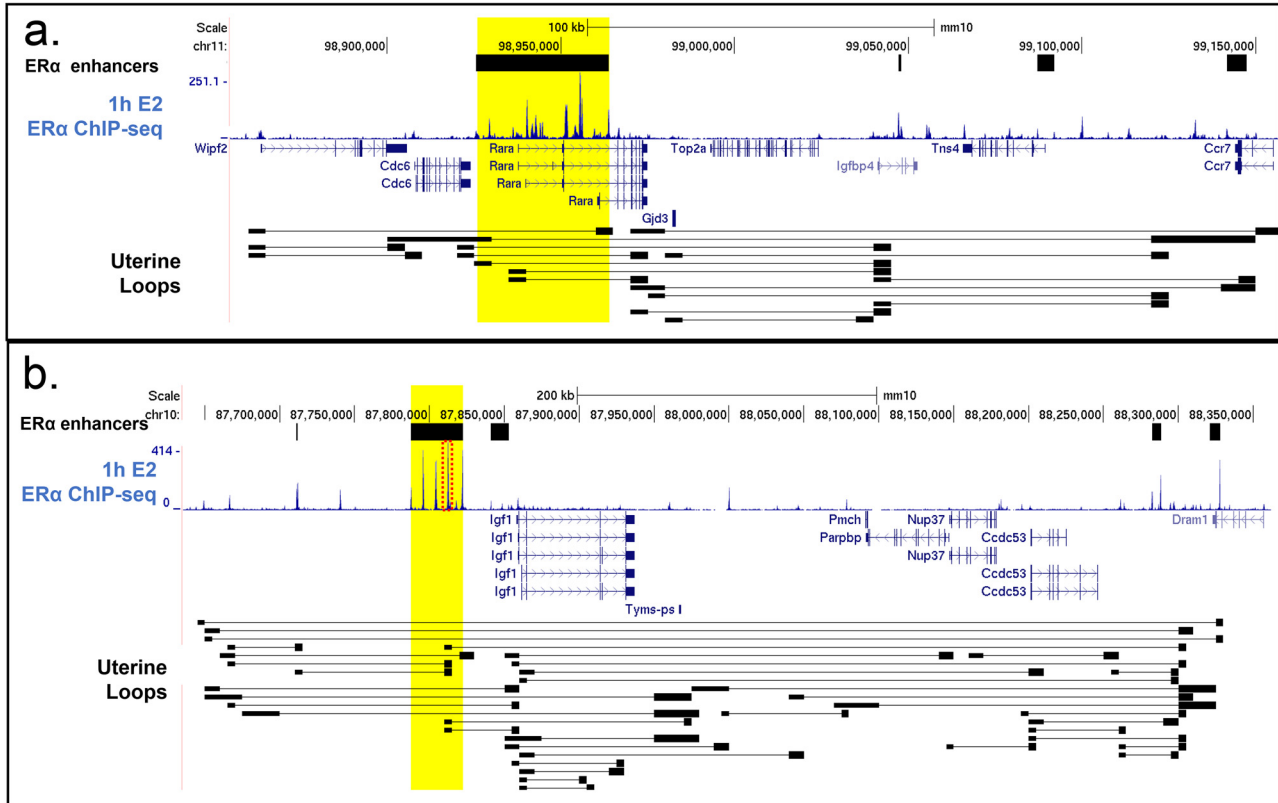 a.
Scale 100 kb mm10
chr11: 98,900,000 98,950,000 99,000,000 99,050,000 99,100,000 99,150,000
ERα enhancers
251.1 -
1h E2
ERα ChIP-seq
Wipf2 Rara Top2a Tns4 Ccr7
Cdc6 Rara Igfbp4 Ccr7
Cdc6 Rara
Rara
Gjd3
Uterine
Loops
b.
Scale 200 kb mm10
chr10: 87,700,000 87,750,000 87,800,000 87,850,000 87,900,000 87,950,000 88,000,000 88,050,000 88,100,000 88,150,000 88,200,000 88,250,000 88,300,000 88,350,000
ERα enhancers
414 -
1h E2
ERα ChIP-seq
0 -
Igf1 Pmch Nup37 Dram1
Igf1 Parpbp Ccdc53
Igf1 Nup37
Igf1 Ccdc53
Igf1 Ccdc53
Tyms-ps
Uterine
Loops